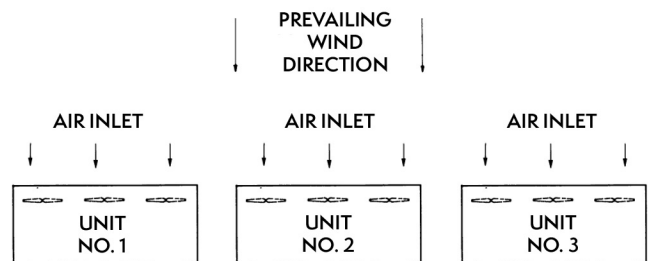 PREVAILING
WIND
DIRECTION
AIR INLET
AIR INLET
AIR INLET
UNIT
NO. 1
UNIT
NO. 2
UNIT
NO. 3